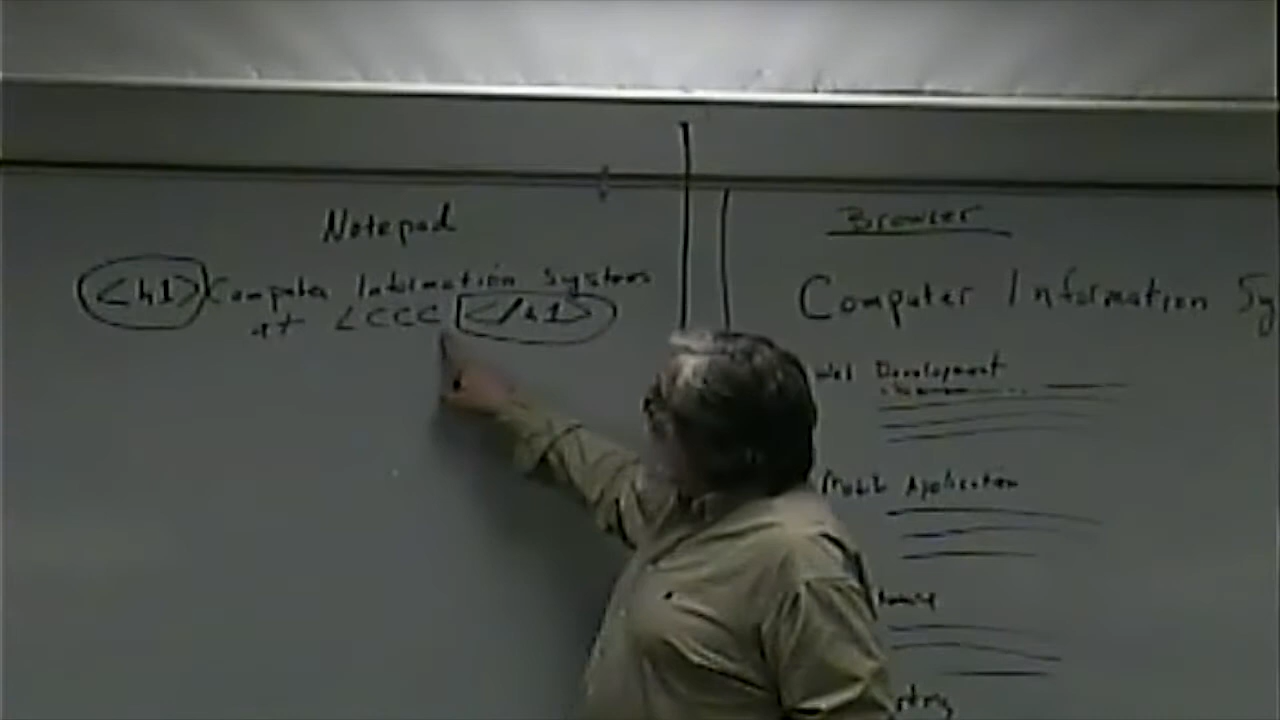 Notepad
<h1>Computer Information Systems
at LCCC </h1>
Browser
Computer Information Sy
Web Development
Mobile Application